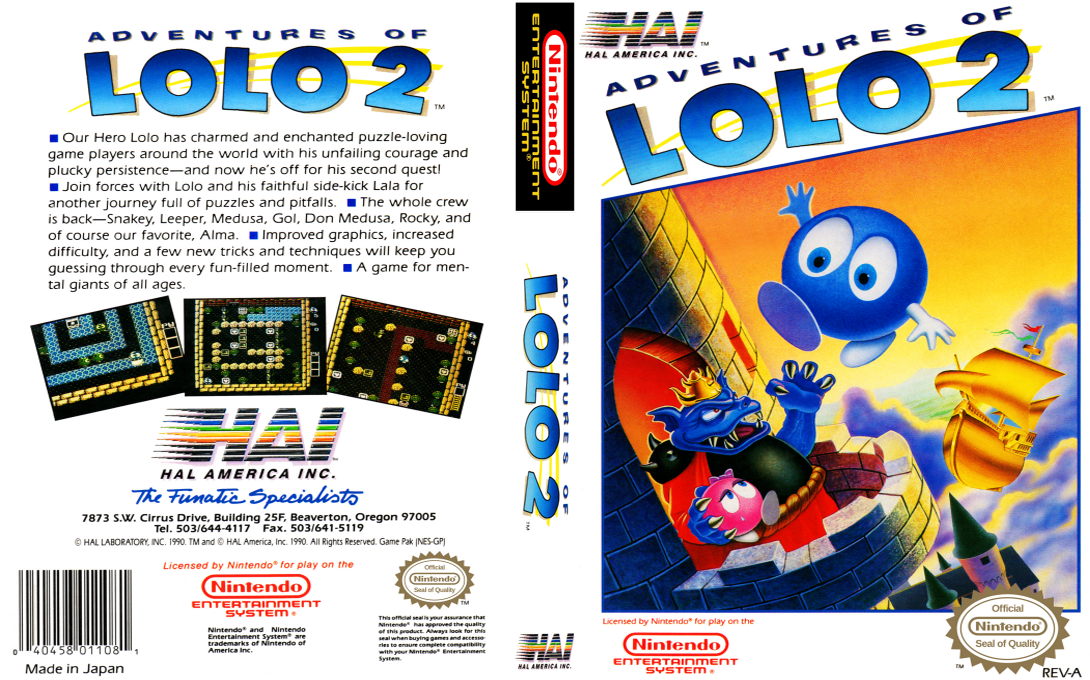 ADVENTURES OF
LOLO 2
TM
■ Our Hero Lolo has charmed and enchanted puzzle-loving
game players around the world with his unfailing courage and
plucky persistence—and now he's off for his second quest!
■ Join forces with Lolo and his faithful side-kick Lala for
another journey full of puzzles and pitfalls. ■ The whole crew
is back—Snakey, Leeper, Medusa, Gol, Don Medusa, Rocky, and
of course our favorite, Alma. ■ Improved graphics, increased
difficulty, and a few new tricks and techniques will keep you
guessing through every fun-filled moment. ■ A game for men-
tal giants of all ages.
HAI
TM
HAL AMERICA INC.
The Funatic Specialists
7873 S.W. Cirrus Drive, Building 25F, Beaverton, Oregon 97005
Tel. 503/644-4117 Fax. 503/641-5119
© HAL LABORATORY, INC. 1990. TM and © HAL America, Inc. 1990. All Rights Reserved. Game Pak (NES-GP)
Licensed by Nintendo® for play on the
Nintendo
ENTERTAINMENT
SYSTEM®
Official
Nintendo
Seal of Quality
TM
Nintendo® and Nintendo
Entertainment System® are
trademarks of Nintendo of
America Inc.
This official seal is your assurance that
Nintendo® has approved the quality
of this product. Always look for this
seal when buying games and accesso-
ries to ensure complete compatibility
with your Nintendo® Entertainment
System.
0 40458 01108 1
Made in Japan
Nintendo®
ENTERTAINMENT
SYSTEM®
ADVENTURES OF
LOLO 2
TM
HAI
HAL AMERICA INC.
HAI
TM
HAL AMERICA INC.
ADVENTURES OF
LOLO 2
TM
Licensed by Nintendo® for play on the
Nintendo
ENTERTAINMENT
SYSTEM®
Official
Nintendo
Seal of Quality
TM
REV-A